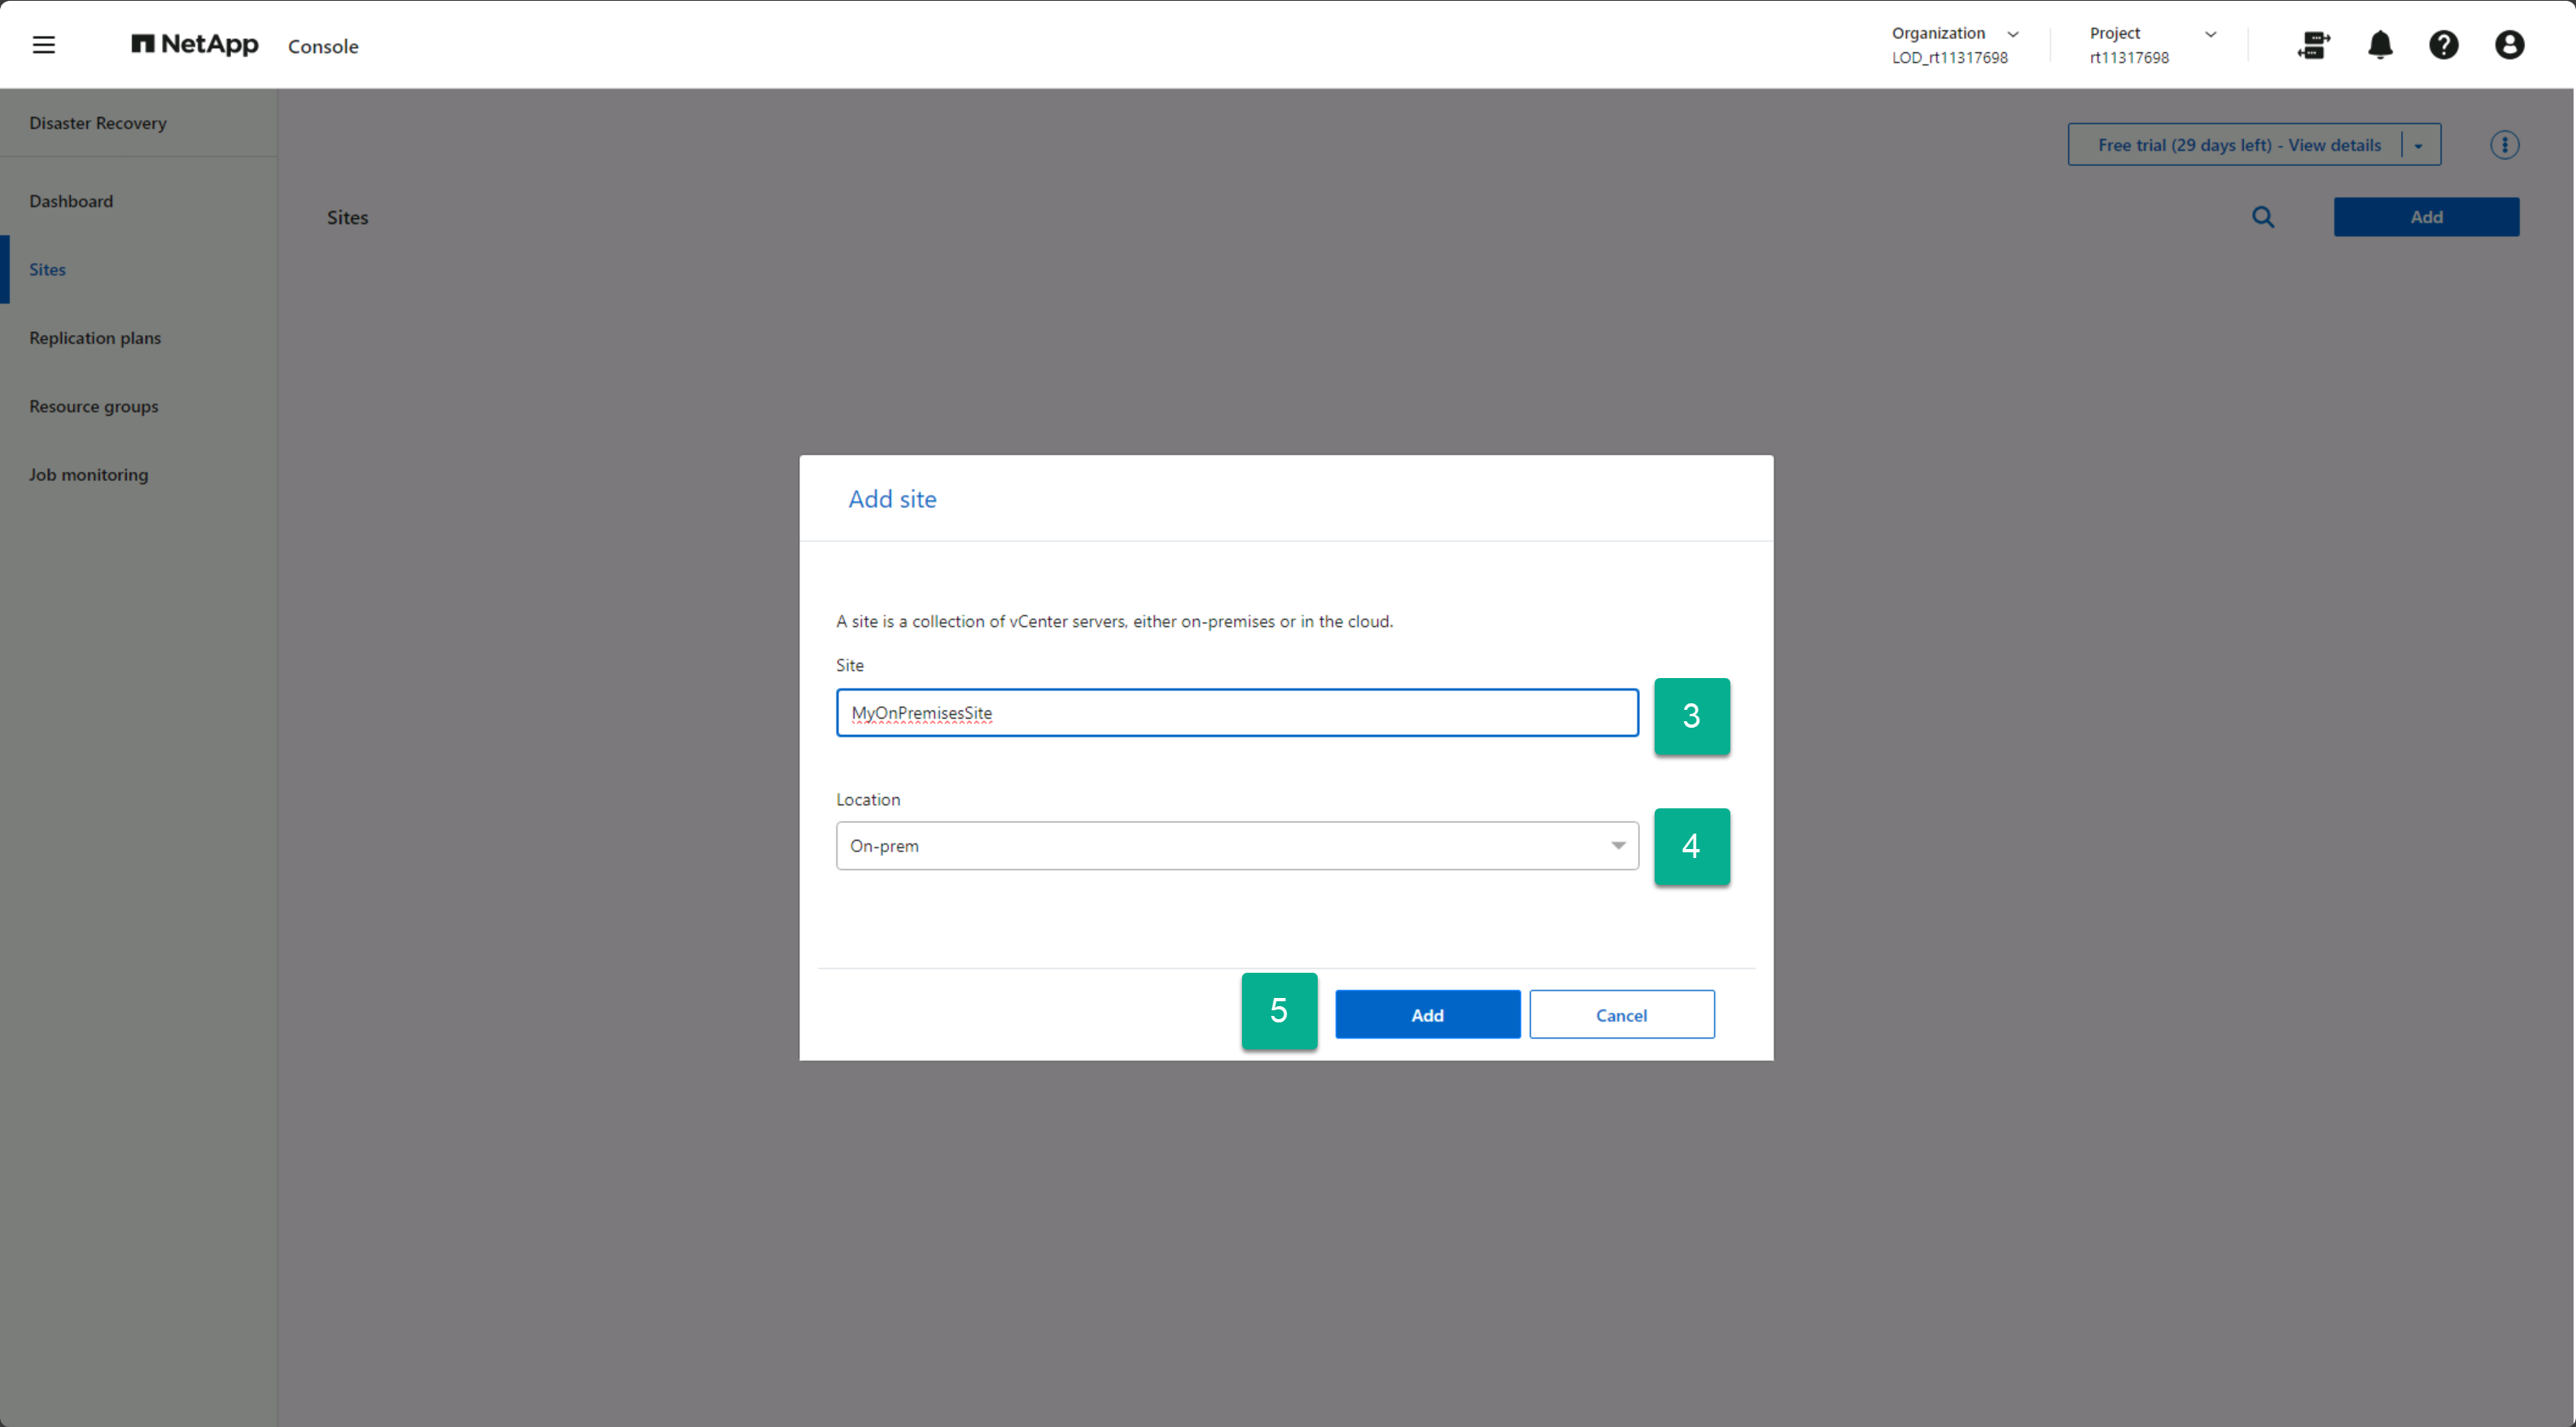 NetApp Console
Organization
LOD_rt11317698
Project
rt11317698
Disaster Recovery
Free trial (29 days left) - View details
Dashboard
Sites
Replication plans
Resource groups
Job monitoring
Sites
Add
Add site
A site is a collection of vCenter servers, either on-premises or in the cloud.
Site
MyOnPremisesSite
3
Location
On-prem
4
5
Add
Cancel